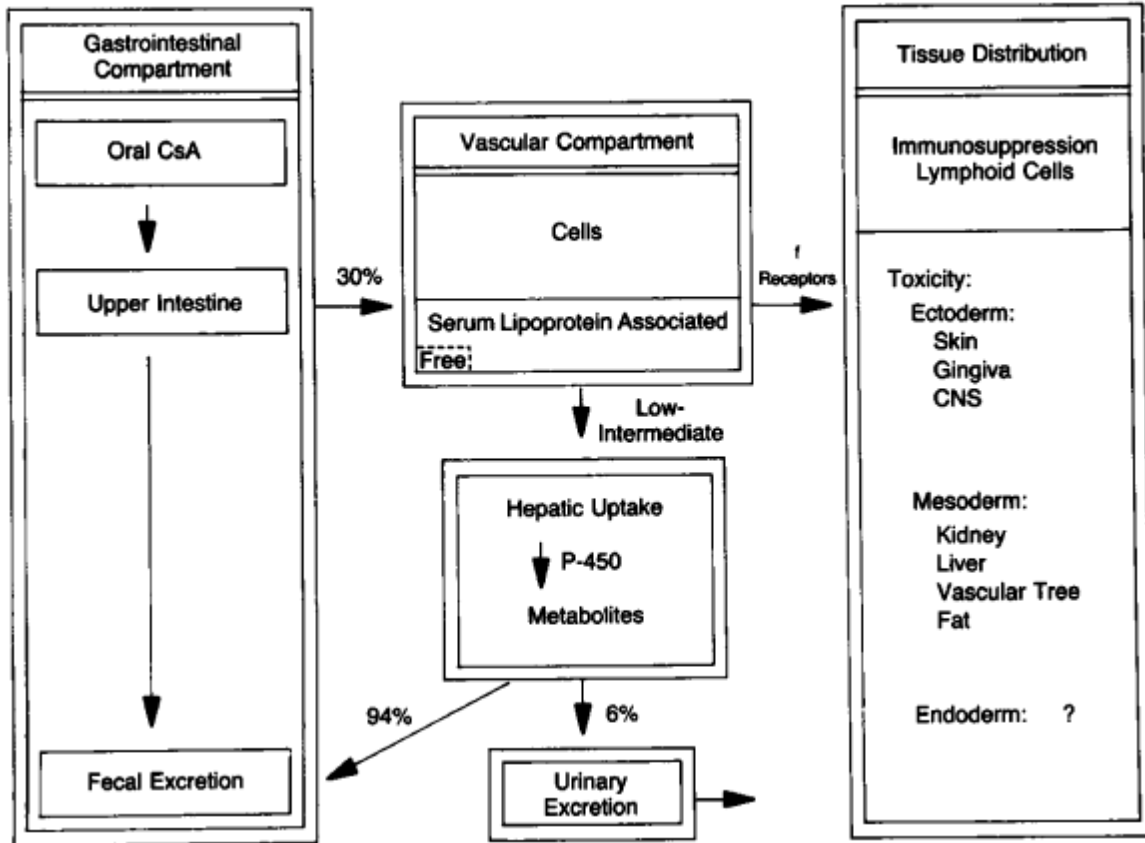 Gastrointestinal
Compartment
Oral CsA
Upper Intestine
Fecal Excretion
30%
Vascular Compartment
Cells
Serum Lipoprotein Associated
Free
f
Receptors
Low-
Intermediate
Hepatic Uptake
P-450
Metabolites
94%
6%
Urinary
Excretion
Tissue Distribution
Immunosuppression
Lymphoid Cells
Toxicity:
Ectoderm:
Skin
Gingiva
CNS
Mesoderm:
Kidney
Liver
Vascular Tree
Fat
Endoderm: ?